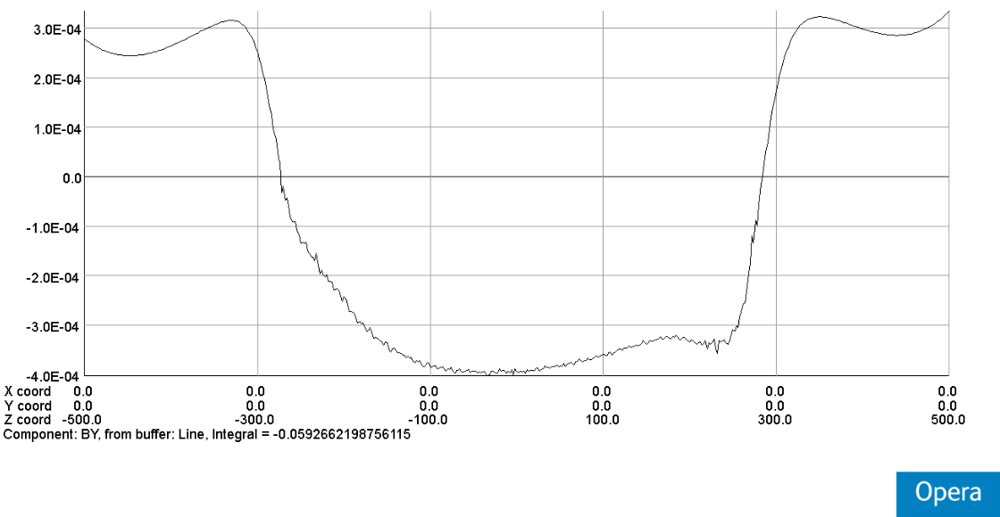 3.0E-04
2.0E-04
1.0E-04
0.0
-1.0E-04
-2.0E-04
-3.0E-04
-4.0E-04
X coord 0.0 0.0 0.0 0.0 0.0 0.0
Y coord 0.0 0.0 0.0 0.0 0.0 0.0
Z coord -500.0 -300.0 -100.0 100.0 300.0 500.0
Component: BY, from buffer: Line, Integral = -0.0592662198756115
Opera